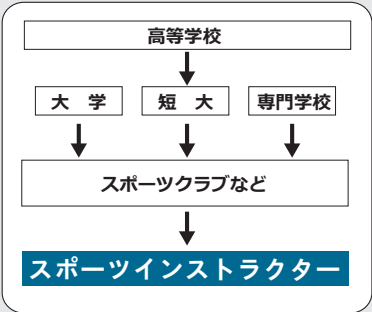 高等学校
大　学
短　大
専門学校
スポーツクラブなど
スポーツインストラクター